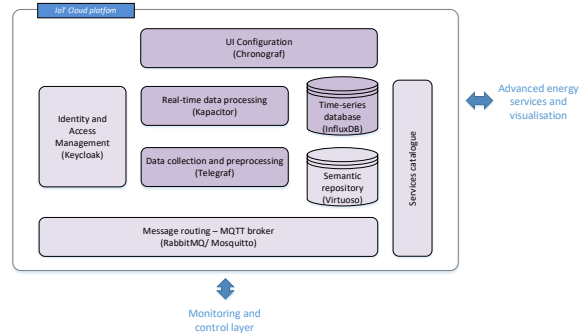 IoT Cloud platfom
UI Configuration
(Chronograf)
Identity and
Access
Management
(Keycloak)
Real-time data processing
(Kapacitor)
Time-series
database
(InfluxDB)
Data collection and preprocessing
(Telegraf)
Semantic
repository
(Virtuoso)
Services catalogue
Message routing – MQTT broker
(RabbitMQ/ Mosquitto)
Advanced energy
services and
visualisation
Monitoring and
control layer